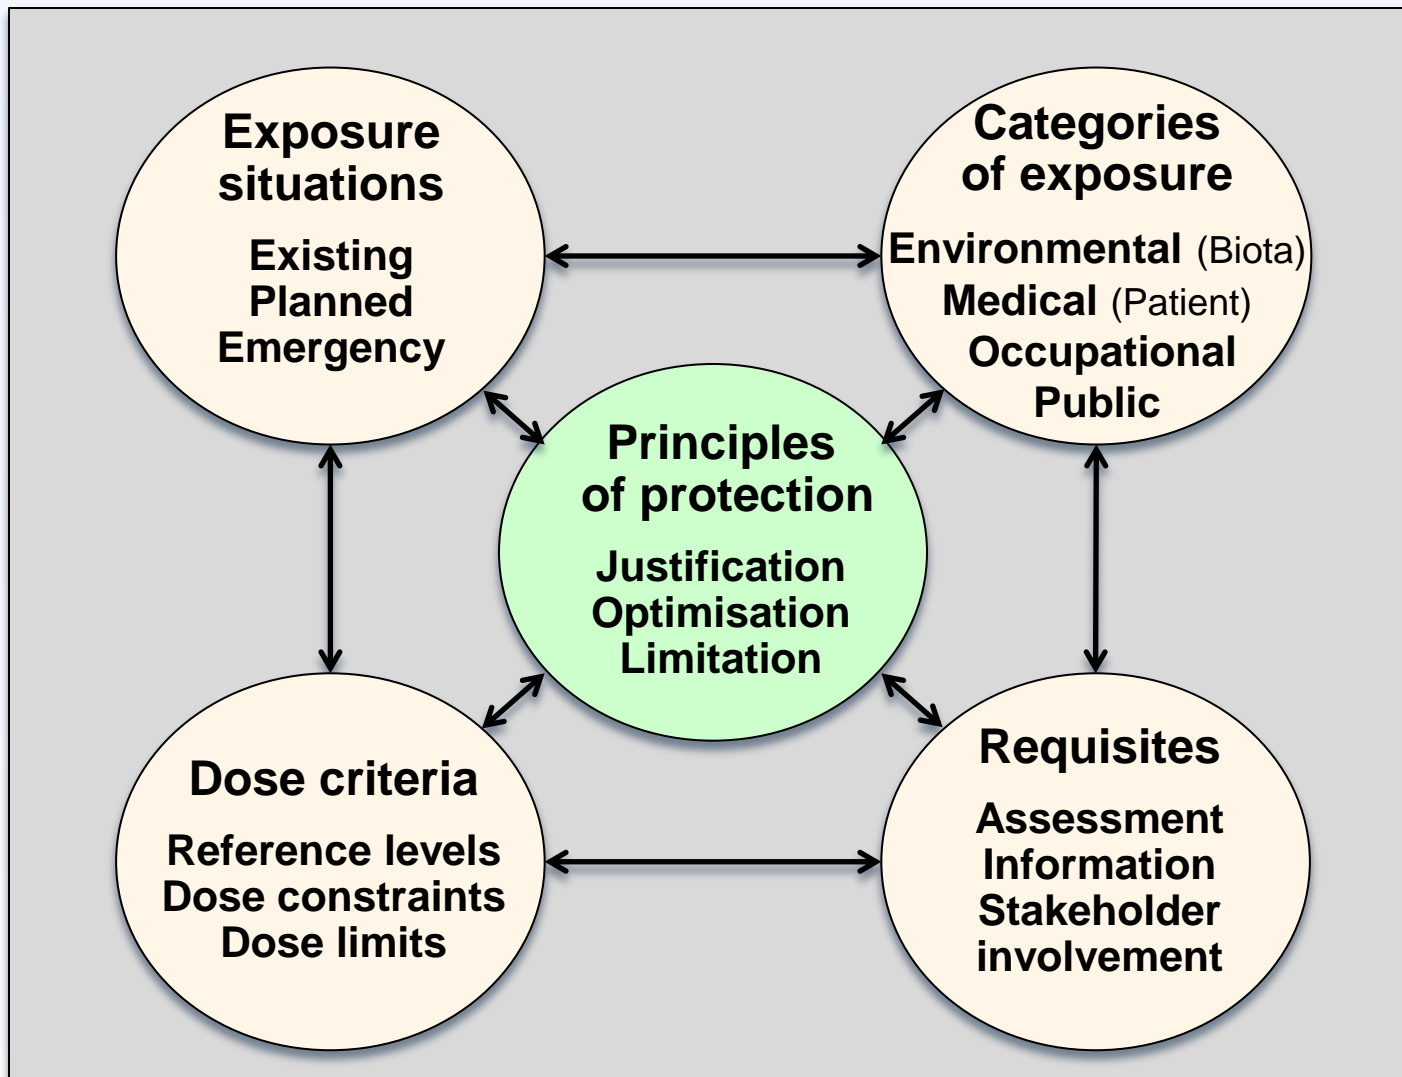 Exposure
situations
Existing
Planned
Emergency
Categories
of exposure
Environmental (Biota)
Medical (Patient)
Occupational
Public
Principles
of protection
Justification
Optimisation
Limitation
Dose criteria
Reference levels
Dose constraints
Dose limits
Requisites
Assessment
Information
Stakeholder
involvement